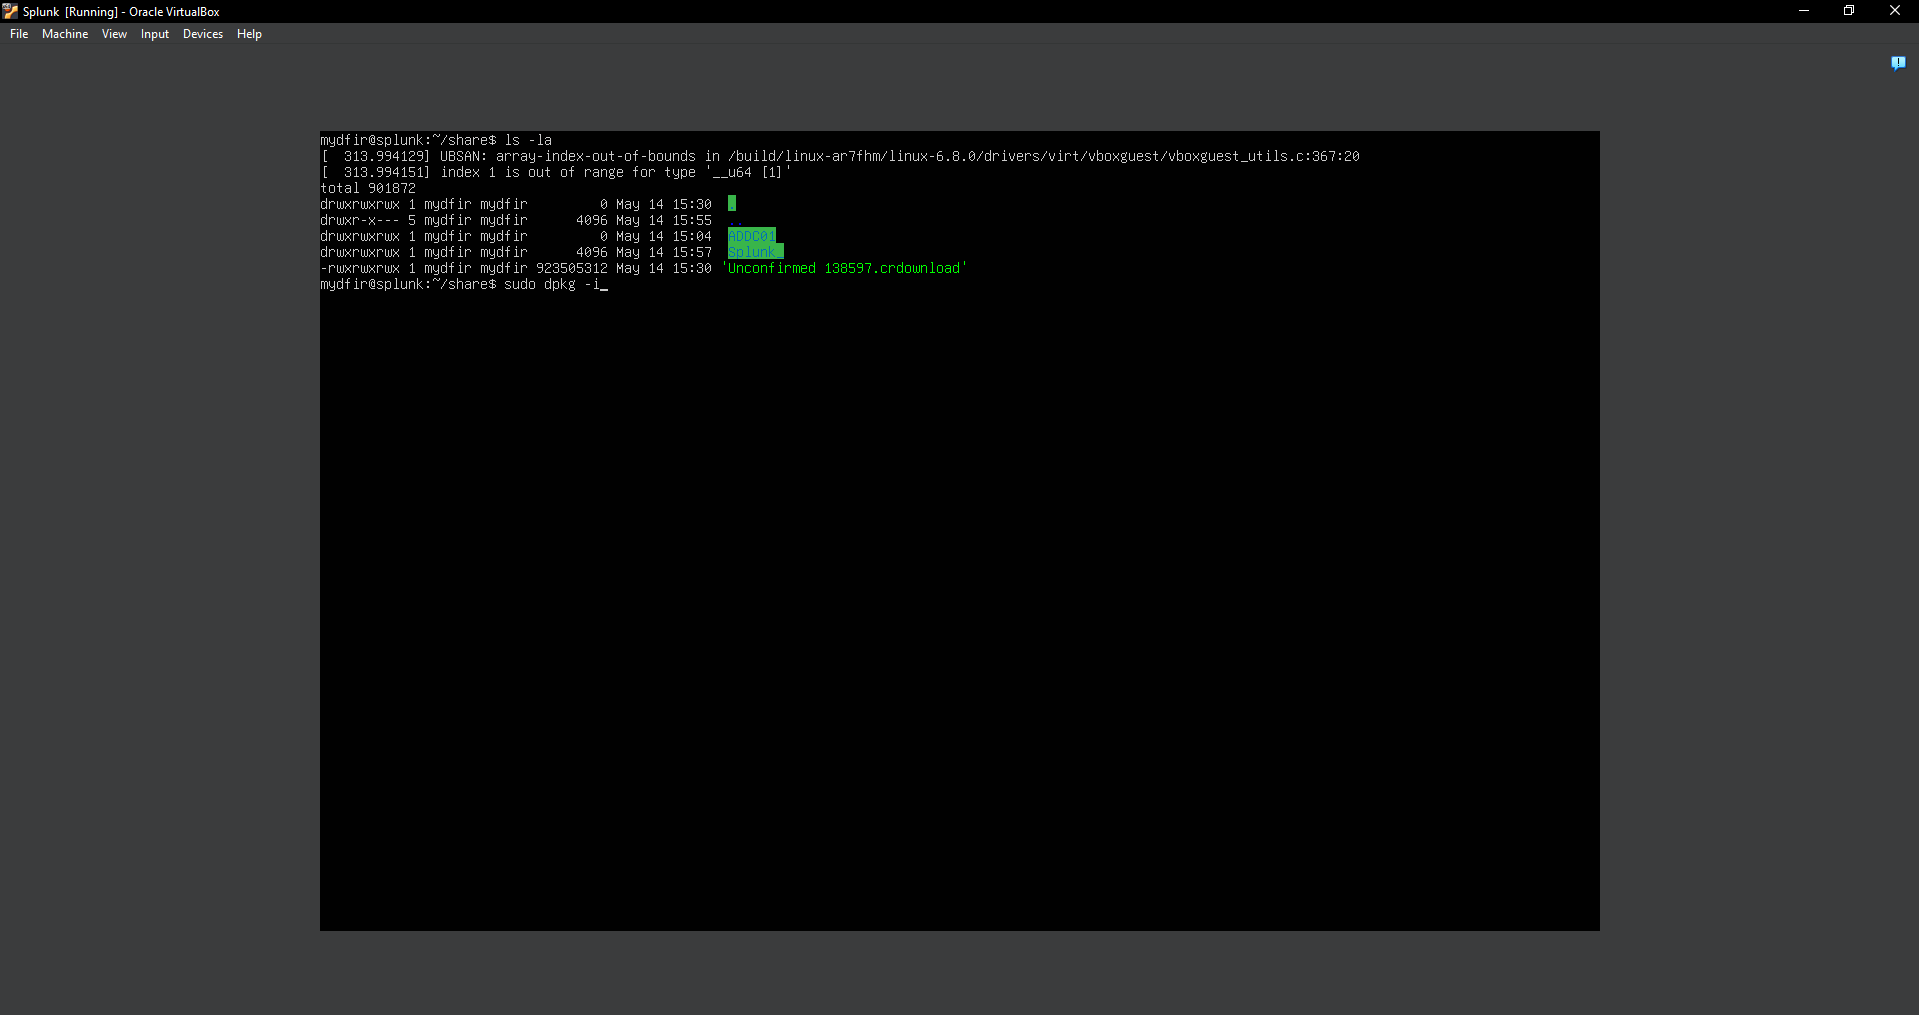 Splunk [Running] - Oracle VirtualBox
File Machine View Input Devices Help
mydfir@splunk:~/share$ ls -la
[  313.994129] UBSAN: array-index-out-of-bounds in /build/linux-ar7fhm/linux-6.8.0/drivers/virt/vboxguest/vboxguest_utils.c:367:20
[  313.994151] index 1 is out of range for type '__u64 [1]'
total 901872
drwxrwxrwx 1 mydfir mydfir         0 May 14 15:30  .
drwxr-x--- 5 mydfir mydfir      4096 May 14 15:55  ..
drwxrwxrwx 1 mydfir mydfir         0 May 14 15:04  ADDC01
drwxrwxrwx 1 mydfir mydfir      4096 May 14 15:57  Splunk_
-rwxrwxrwx 1 mydfir mydfir 923505312 May 14 15:30 'Unconfirmed 138597.crdownload'
mydfir@splunk:~/share$ sudo dpkg -i_